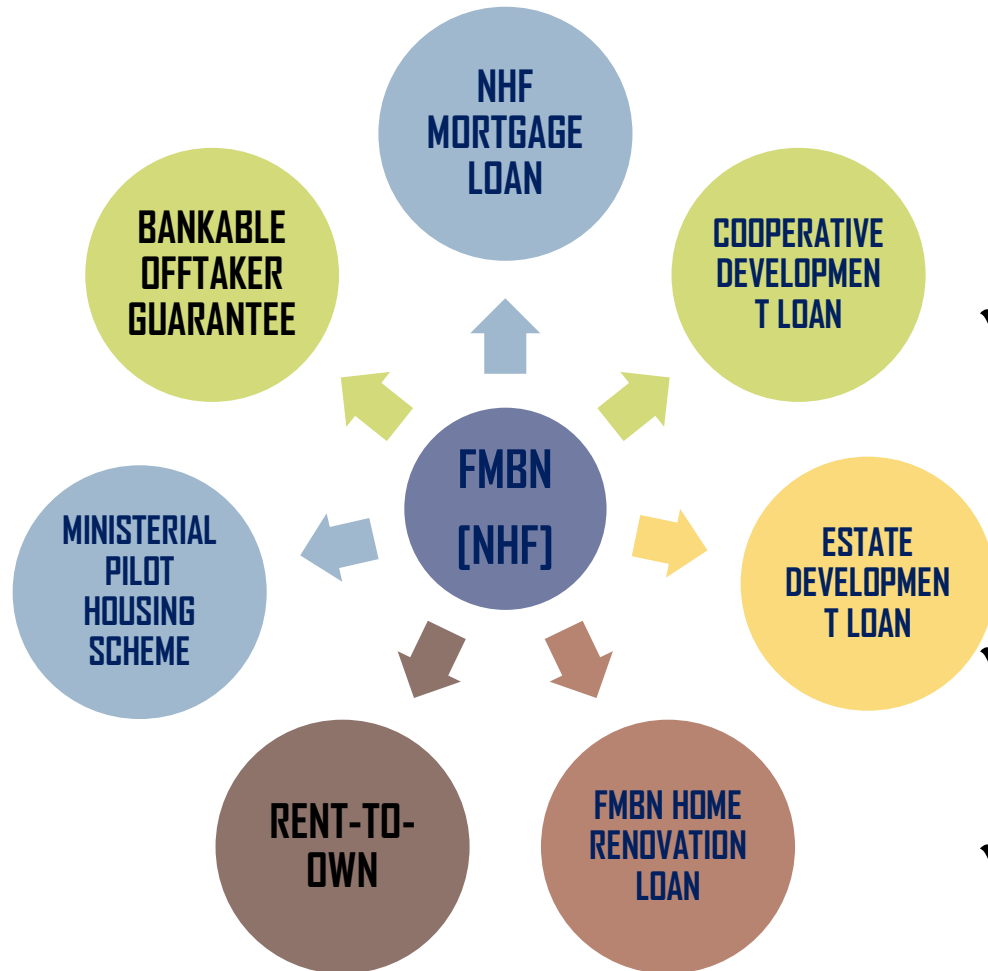 NHF
MORTGAGE
LOAN
BANKABLE
OFFTAKER
GUARANTEE
COOPERATIVE
DEVELOPMEN
T LOAN
FMBN
[NHF]
MINISTERIAL
PILOT
HOUSING
SCHEME
ESTATE
DEVELOPMEN
T LOAN
RENT-TO-
OWN
FMBN HOME
RENOVATION
LOAN